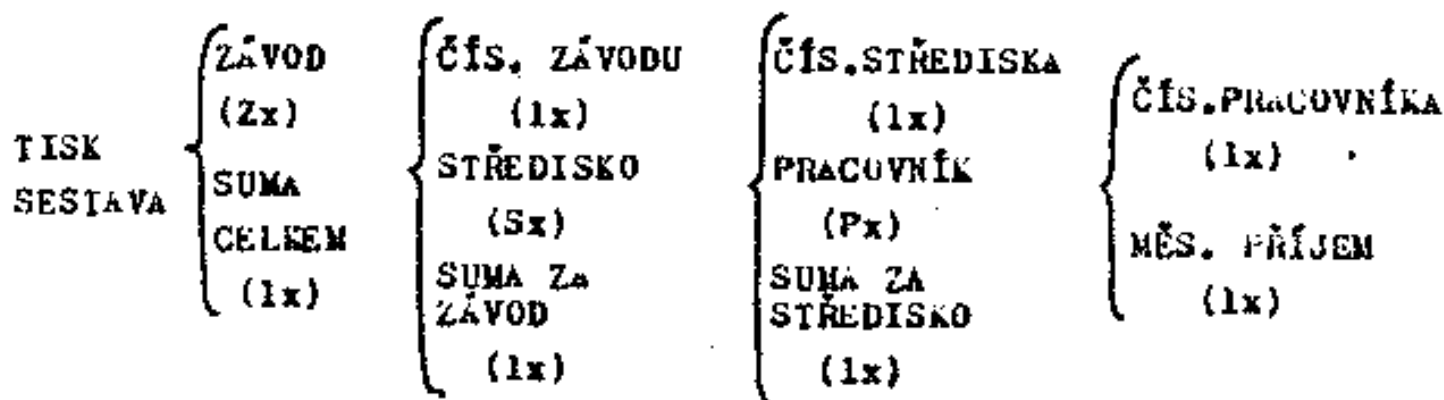 TISK
SESTAVA
ZÁVOD
(Zx)
SUMA
CELKEM
(1x)
ČÍS. ZÁVODU
(1x)
STŘEDISKO
(Sx)
SUMA ZA
ZÁVOD
(1x)
ČÍS.STŘEDISKA
(1x)
PRACOVNÍK
(Px)
SUMA ZA
STŘEDISKO
(1x)
ČÍS.PRACOVNÍKA
(1x)
MĚS. PŘÍJEM
(1x)